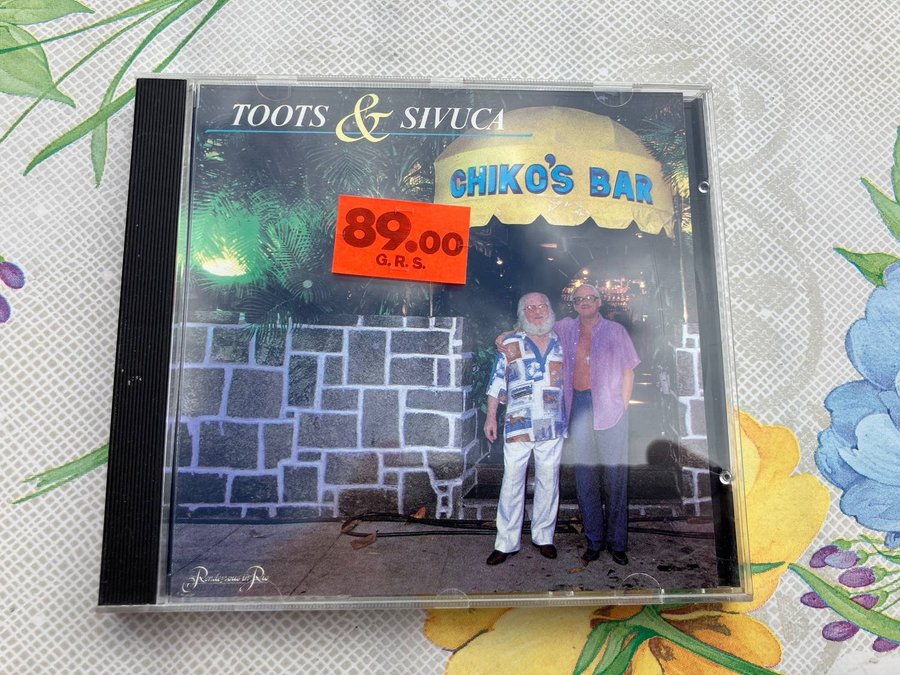 TOOTS & SIVUCA
CHIKO'S BAR
89.00
G.R.S.
Rendez-vous in Rio